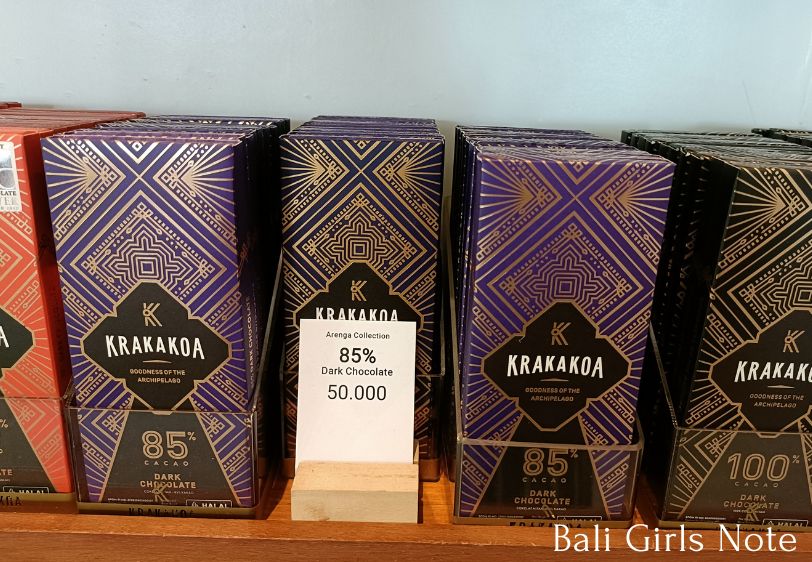 KRAKAKOA
GOODNESS OF THE
ARCHIPELAGO
85%
CACAO
DARK
CHOCOLATE
HALAL
KRAKAKOA
Arenga Collection
85%
Dark Chocolate
50.000
KRAKAKOA
GOODNESS OF THE
ARCHIPELAGO
85%
CACAO
DARK
CHOCOLATE
GOODNESS OF THE
ARCHIPELAGO
100%
CACAO
DARK
CHOCOLATE
Bali Girls Note